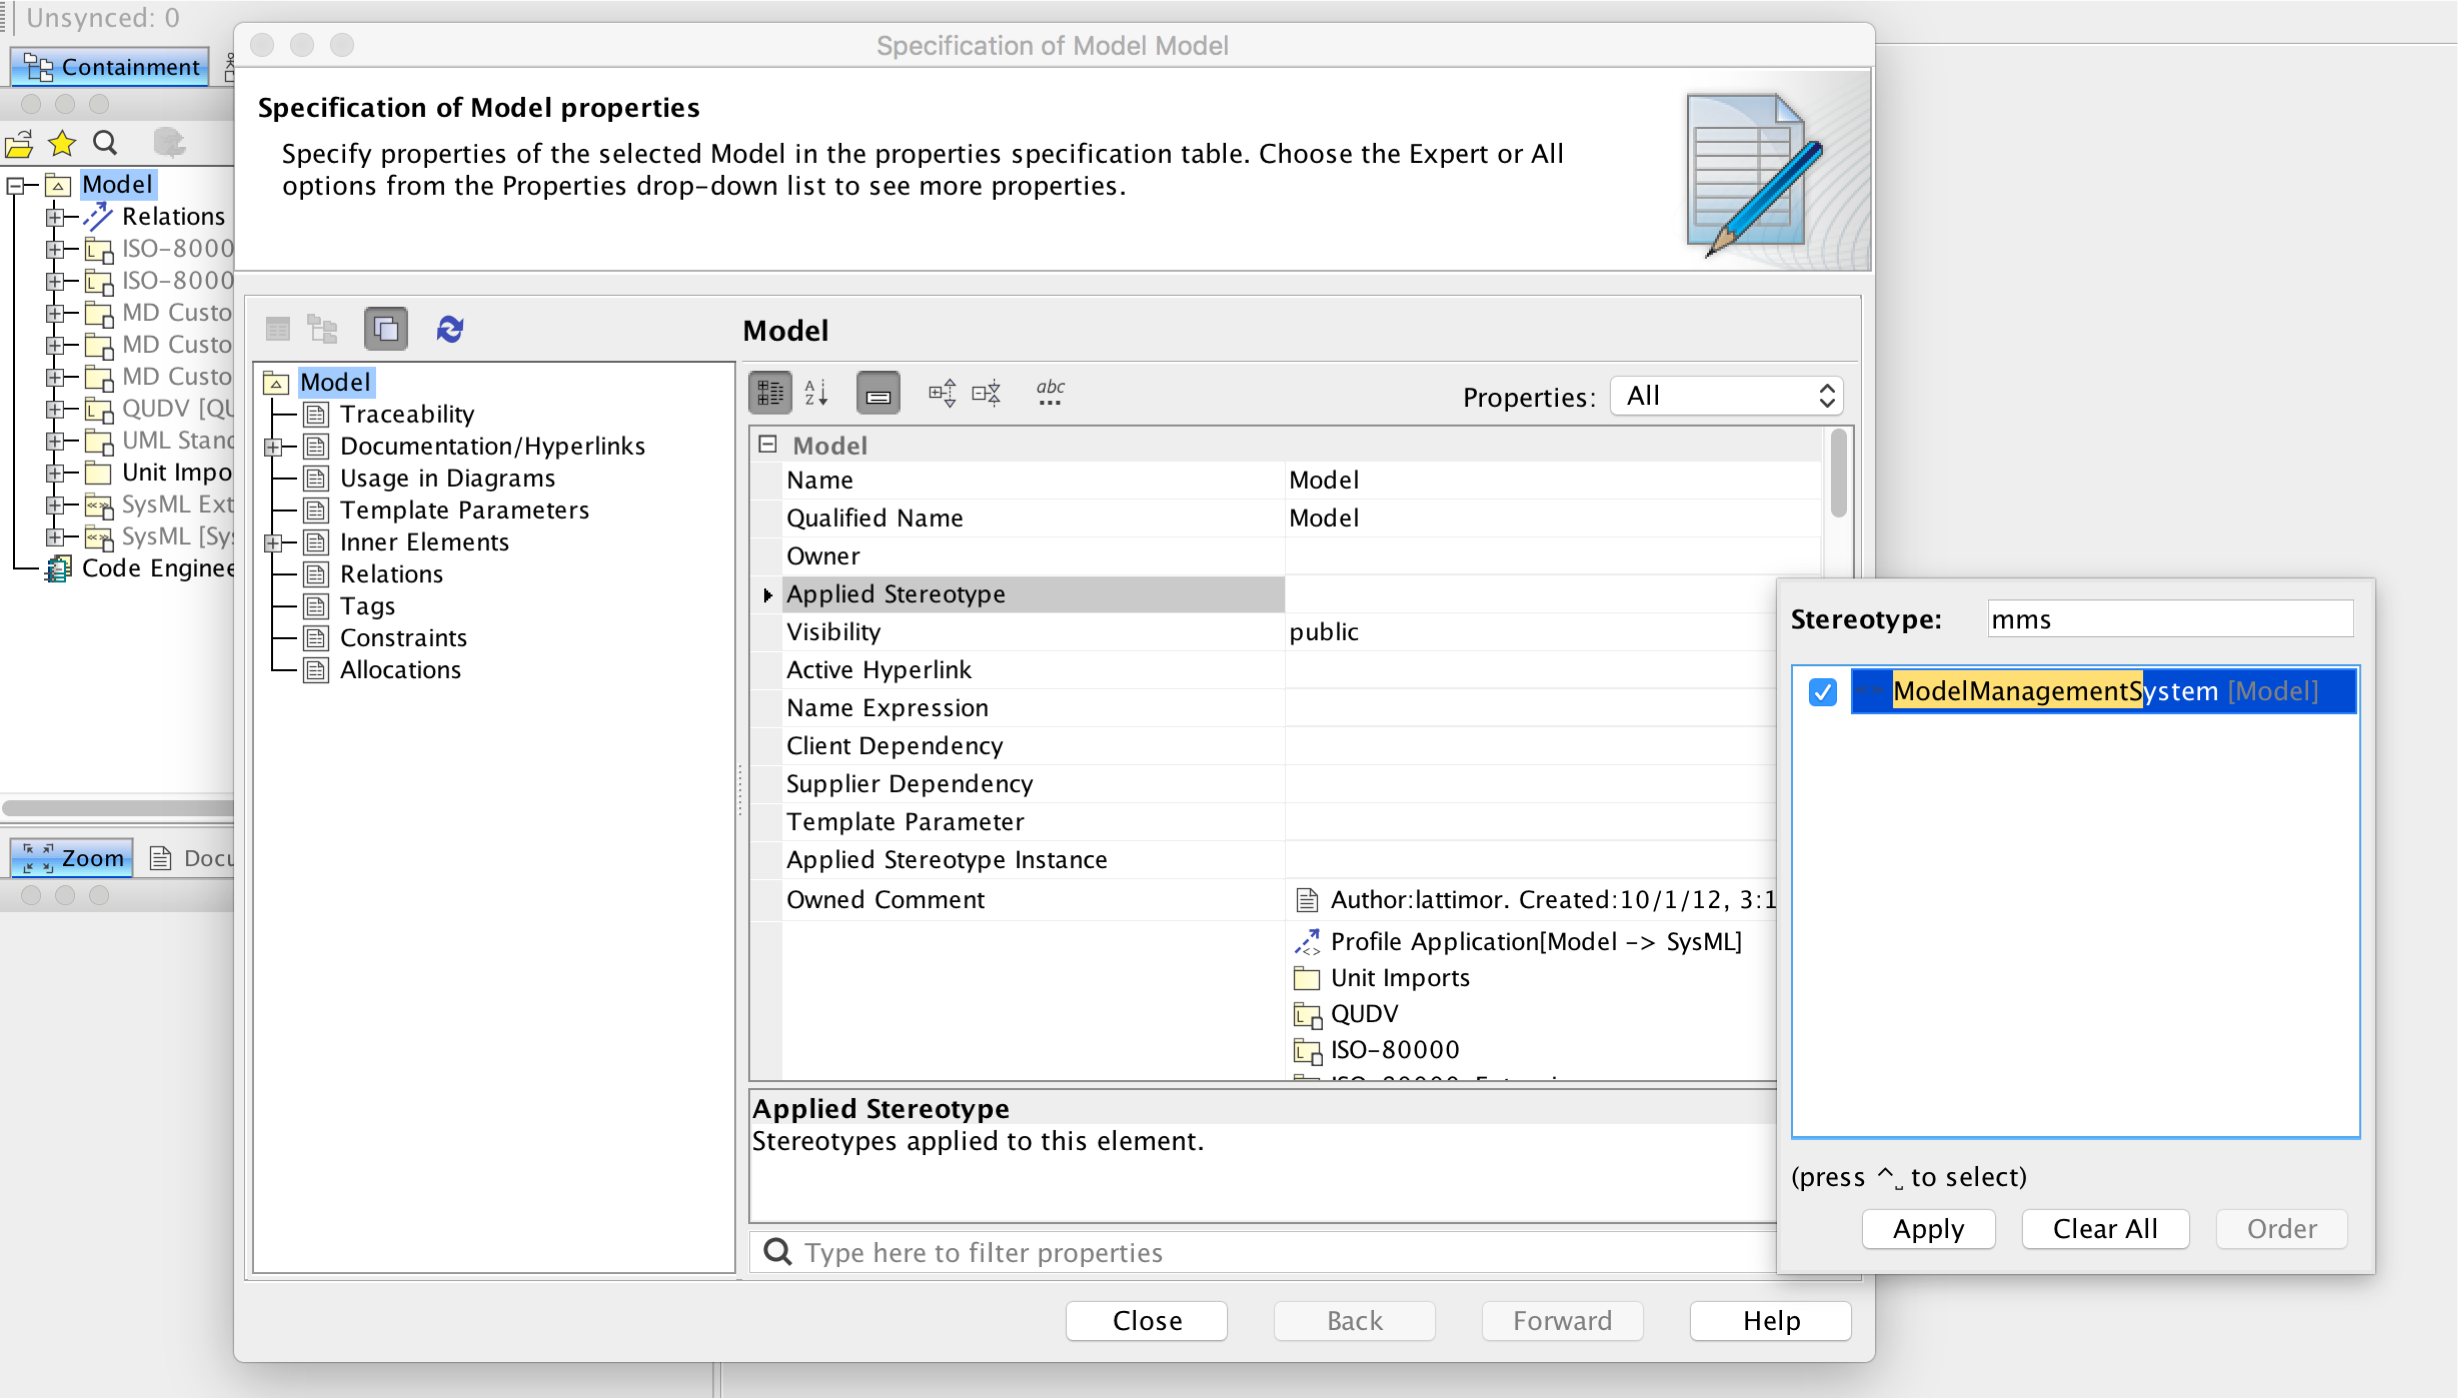 Unsynced: 0
Specification of Model Model
Containment
Specification of Model properties
Specify properties of the selected Model in the properties specification table. Choose the Expert or All
options from the Properties drop-down list to see more properties.
Model
Relations
ISO-8000
ISO-8000
MD Custo
MD Custo
MD Custo
QUDV [QU
UML Stand
Unit Impo
SysML Ext
SysML [Sys
Code Enginee
Zoom
Docu
Model
Traceability
Documentation/Hyperlinks
Usage in Diagrams
Template Parameters
Inner Elements
Relations
Tags
Constraints
Allocations
Model
abc
Properties: All
Model
Name Model
Qualified Name Model
Owner
Applied Stereotype
Visibility public
Active Hyperlink
Name Expression
Client Dependency
Supplier Dependency
Template Parameter
Applied Stereotype Instance
Owned Comment Author:lattimor. Created:10/1/12, 3:1
Profile Application[Model -> SysML]
Unit Imports
QUDV
ISO-80000
Applied Stereotype
Stereotypes applied to this element.
Type here to filter properties
Close Back Forward Help
Stereotype: mms
«» ModelManagementSystem [Model]
(press ^␣ to select)
Apply Clear All Order